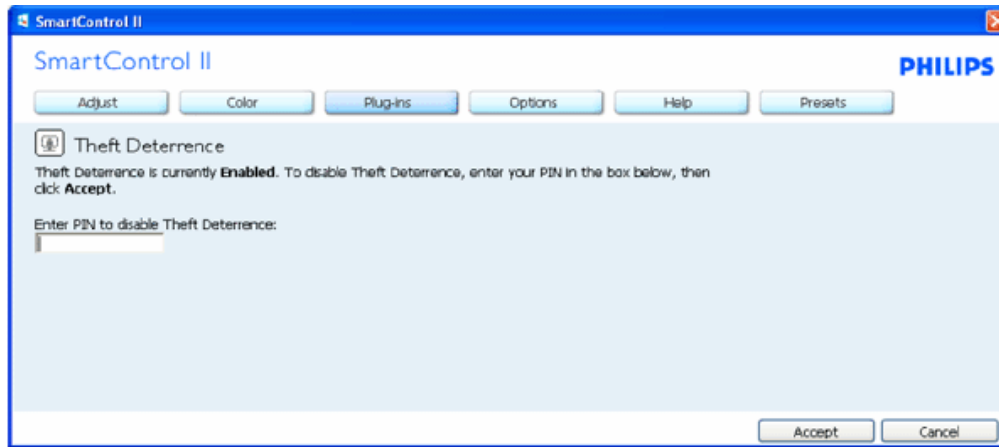 SmartControl II
SmartControl II
PHILIPS
Adjust Color Plug-ins Options Help Presets
Theft Deterrence
Theft Deterrence is currently Enabled. To disable Theft Deterrence, enter your PIN in the box below, then
click Accept.
Enter PIN to disable Theft Deterrence:
Accept Cancel